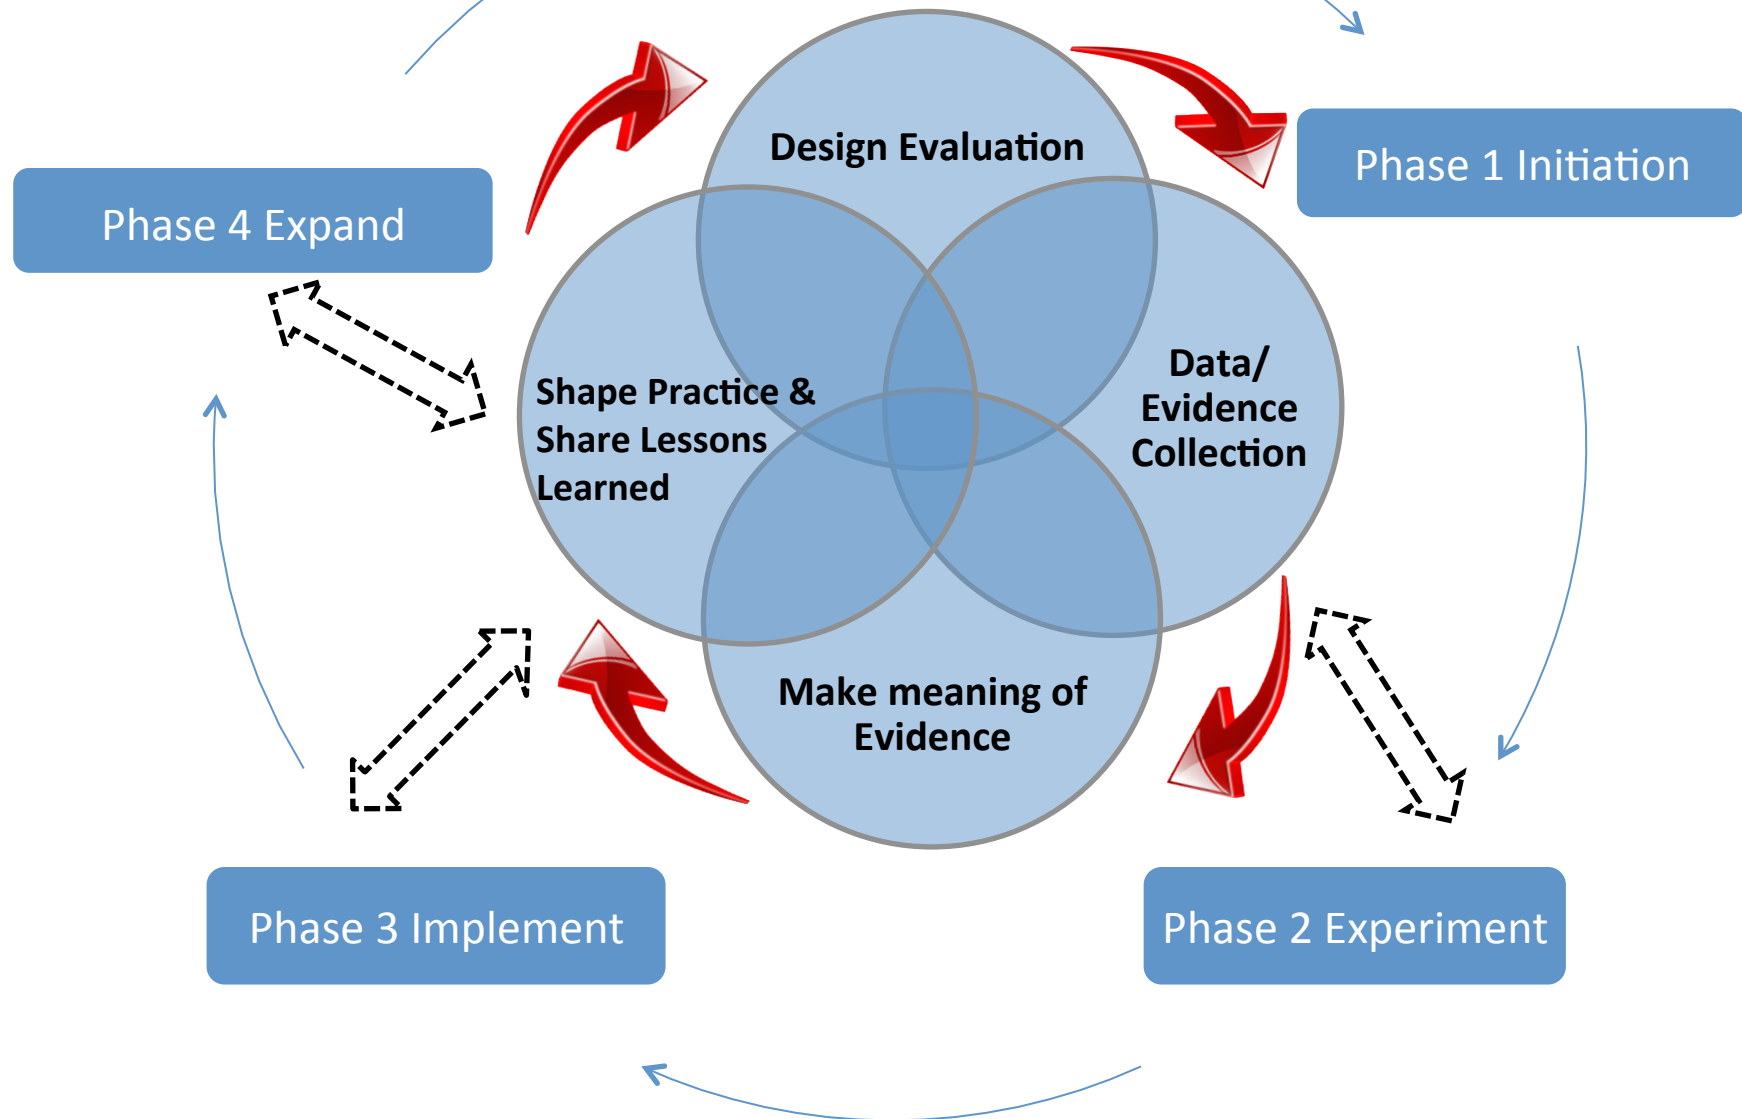 Design Evaluation
Phase 1 Initiation
Phase 4 Expand
Data/
Evidence
Collection
Shape Practice &
Share Lessons
Learned
Make meaning of
Evidence
Phase 3 Implement
Phase 2 Experiment